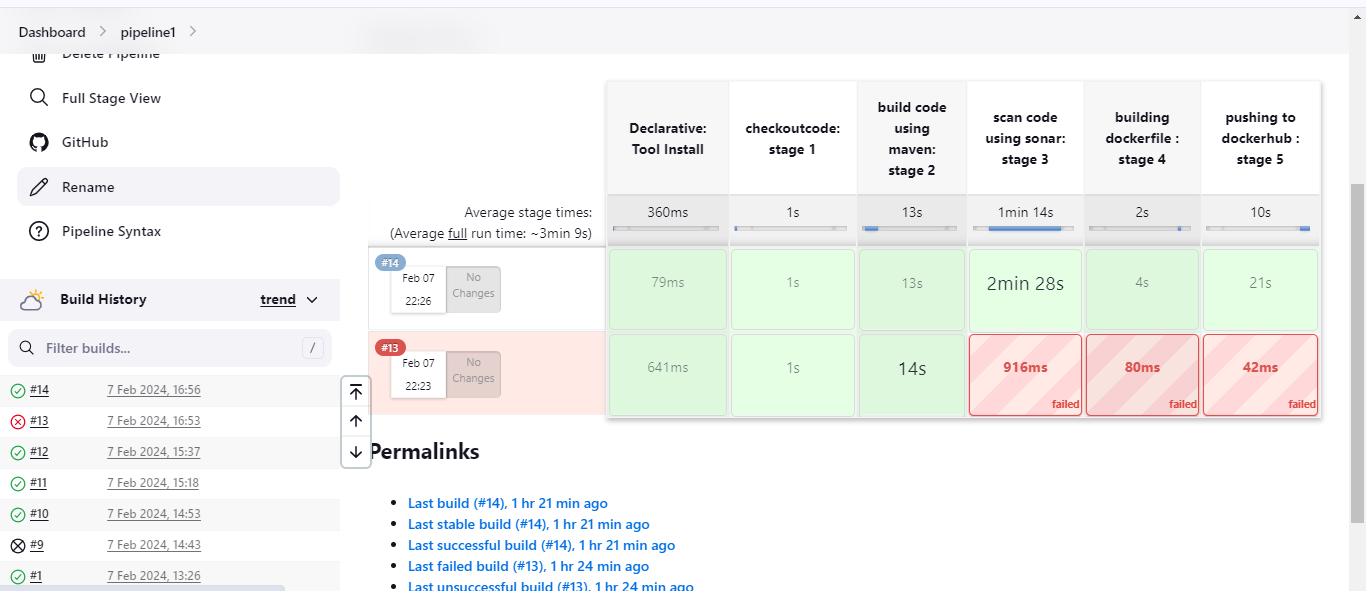 Dashboard > pipeline1 >
Delete Pipeline
Full Stage View
GitHub
Rename
Pipeline Syntax
Build History trend
Filter builds... /
#14 7 Feb 2024, 16:56
#13 7 Feb 2024, 16:53
#12 7 Feb 2024, 15:37
#11 7 Feb 2024, 15:18
#10 7 Feb 2024, 14:53
#9 7 Feb 2024, 14:43
#1 7 Feb 2024, 13:26
Declarative:
Tool Install
checkoutcode:
stage 1
build code
using
maven:
stage 2
scan code
using sonar:
stage 3
building
dockerfile :
stage 4
pushing to
dockerhub :
stage 5
Average stage times:
(Average full run time: ~3min 9s)
360ms 1s 13s 1min 14s 2s 10s
#14
Feb 07
22:26
No
Changes
79ms 1s 13s 2min 28s 4s 21s
#13
Feb 07
22:23
No
Changes
641ms 1s 14s 916ms 80ms 42ms
failed failed failed
Permalinks
Last build (#14), 1 hr 21 min ago
Last stable build (#14), 1 hr 21 min ago
Last successful build (#14), 1 hr 21 min ago
Last failed build (#13), 1 hr 24 min ago
Last unsuccessful build (#13), 1 hr 24 min ago